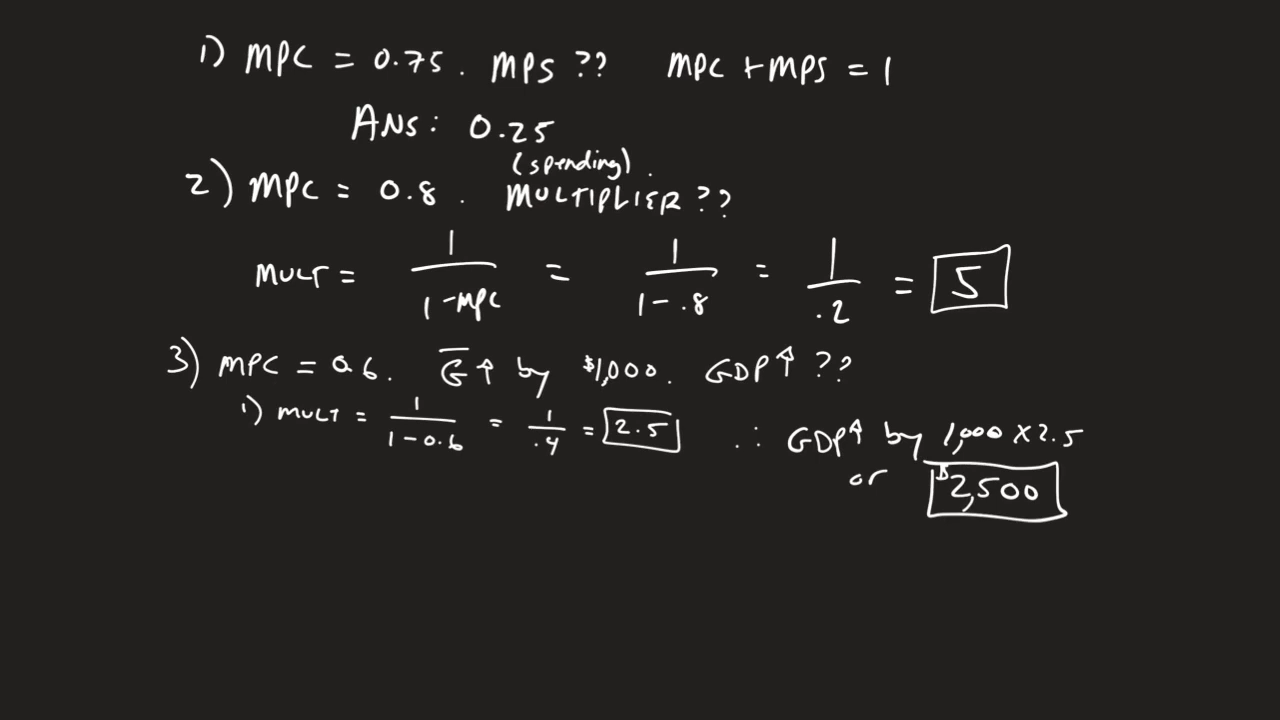 1) MPC = 0.75. MPS ?? MPC + MPS = 1
ANS: 0.25
(spending).
2) MPC = 0.8. MULTIPLIER ??
MULT = 1/(1-MPC) = 1/(1-.8) = 1/.2 = 5
3) MPC = 0.6. G̅ ↑ by $1,000. GDP↑ ??
1) MULT = 1/(1-0.6) = 1/.4 = 2.5 ∴ GDP↑ by 1,000 X 2.5
or $2,500